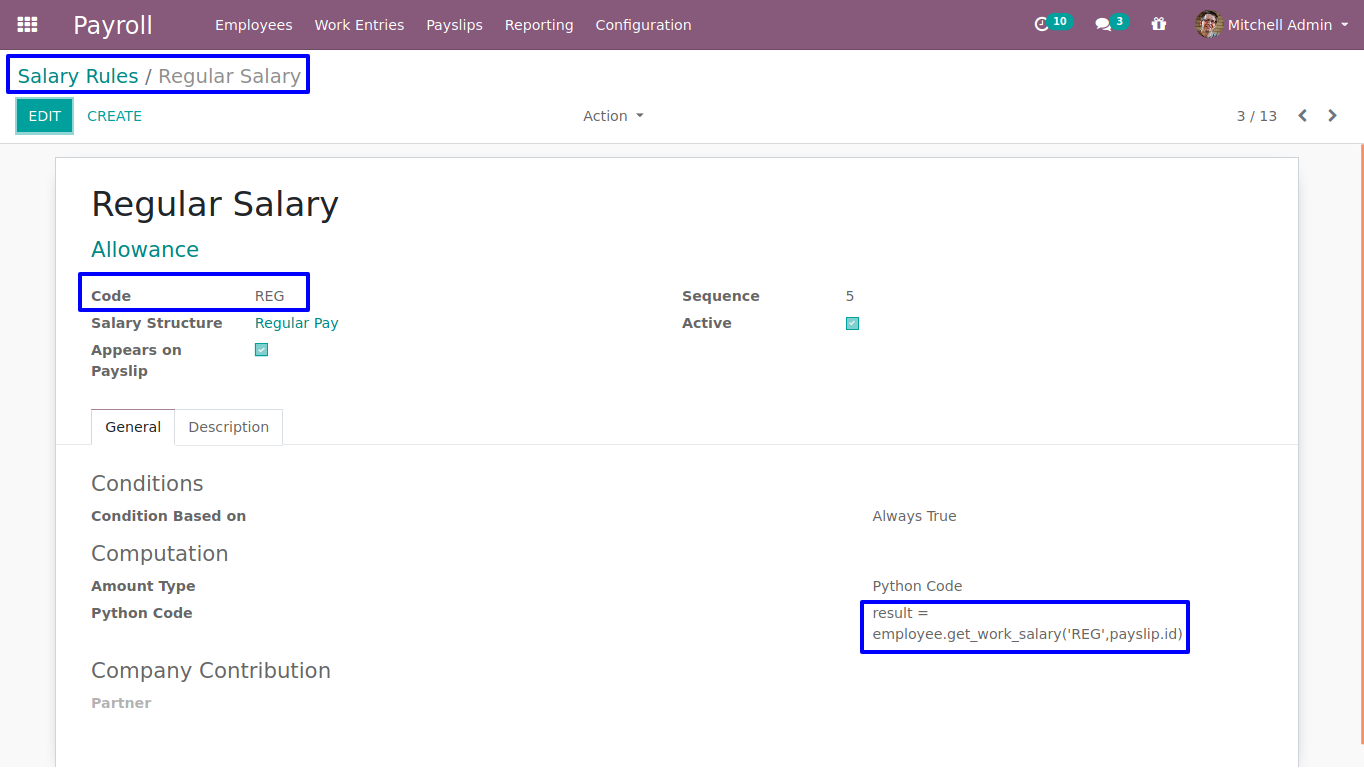 Payroll Employees Work Entries Payslips Reporting Configuration 10 3 Mitchell Admin
Salary Rules / Regular Salary
EDIT CREATE Action 3 / 13
Regular Salary
Allowance
Code REG Sequence 5
Salary Structure Regular Pay Active
Appears on
Payslip
General Description
Conditions
Condition Based on Always True
Computation
Amount Type Python Code
Python Code result =
employee.get_work_salary('REG',payslip.id)
Company Contribution
Partner